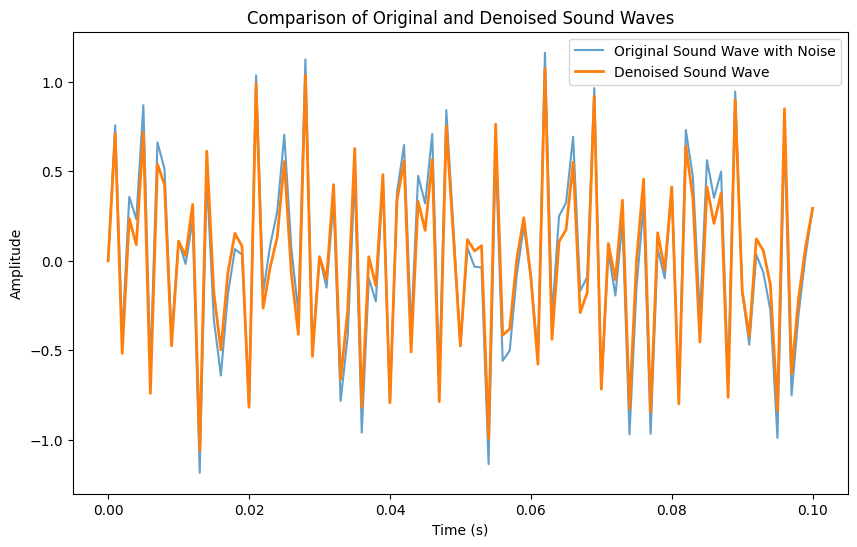 Comparison of Original and Denoised Sound Waves
Original Sound Wave with Noise
Denoised Sound Wave
Amplitude
1.0
0.5
0.0
−0.5
−1.0
0.00 0.02 0.04 0.06 0.08 0.10
Time (s)